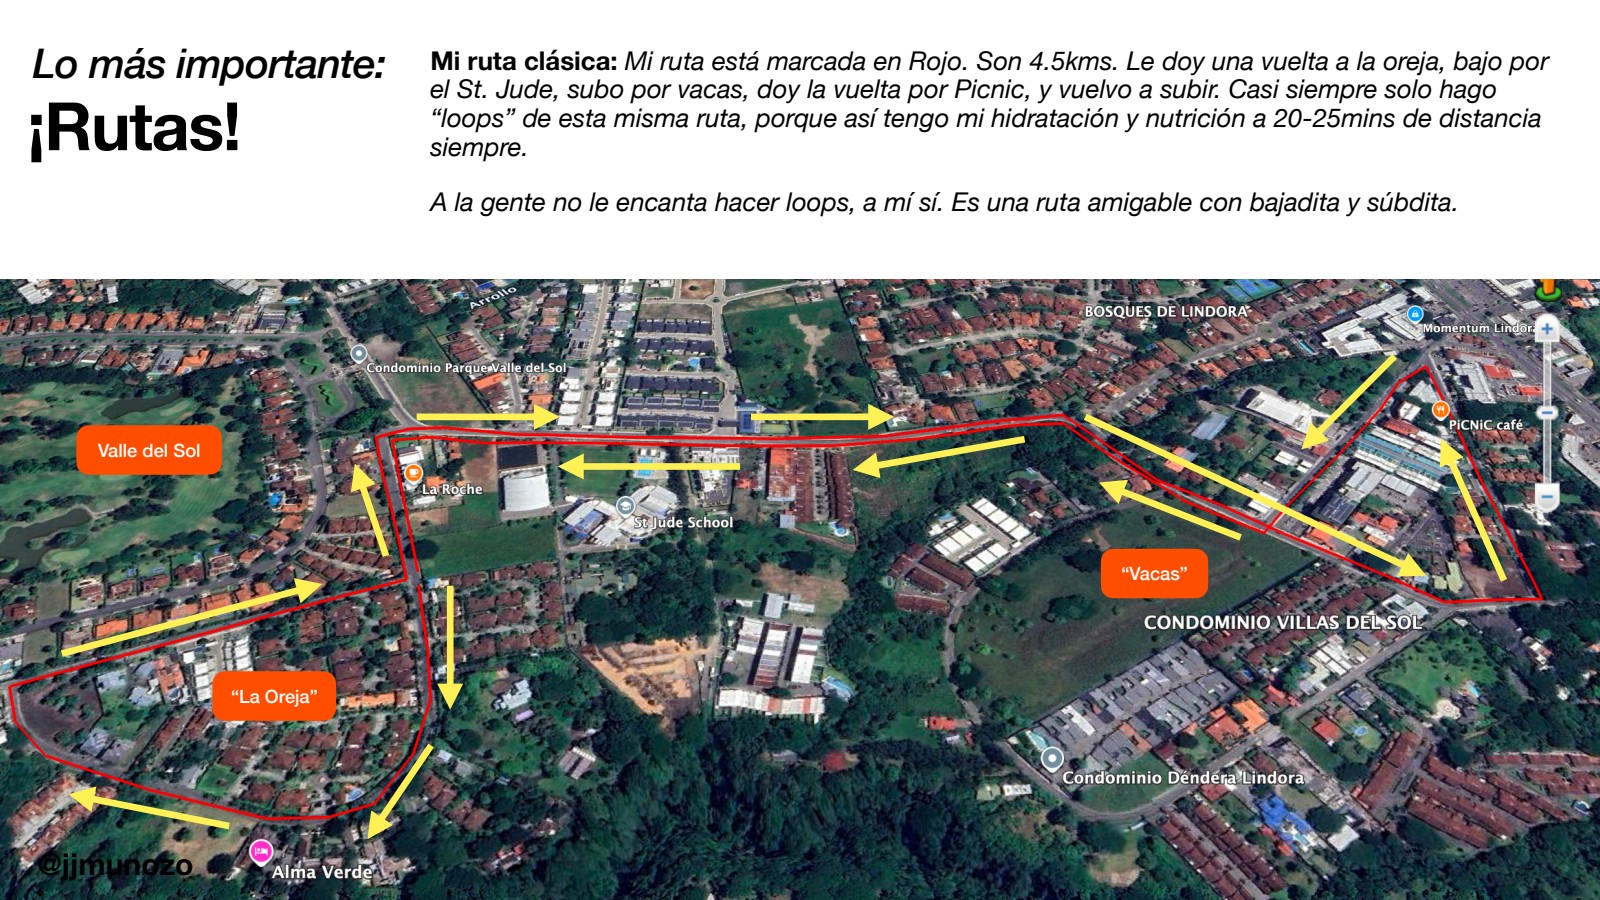 Lo más importante:
¡Rutas!
Mi ruta clásica: Mi ruta está marcada en Rojo. Son 4.5kms. Le doy una vuelta a la oreja, bajo por
el St. Jude, subo por vacas, doy la vuelta por Picnic, y vuelvo a subir. Casi siempre solo hago
“loops” de esta misma ruta, porque así tengo mi hidratación y nutrición a 20-25mins de distancia
siempre.
A la gente no le encanta hacer loops, a mí sí. Es una ruta amigable con bajadita y súbdita.
Arrollo
BOSQUES DE LINDORA
Momentum Lindora
Condominio Parque Valle del Sol
PiCNiC café
Valle del Sol
La Roche
St Jude School
“Vacas”
CONDOMINIO VILLAS DEL SOL
“La Oreja”
Condominio Déndera Lindora
@jjmunozo
Alma Verde